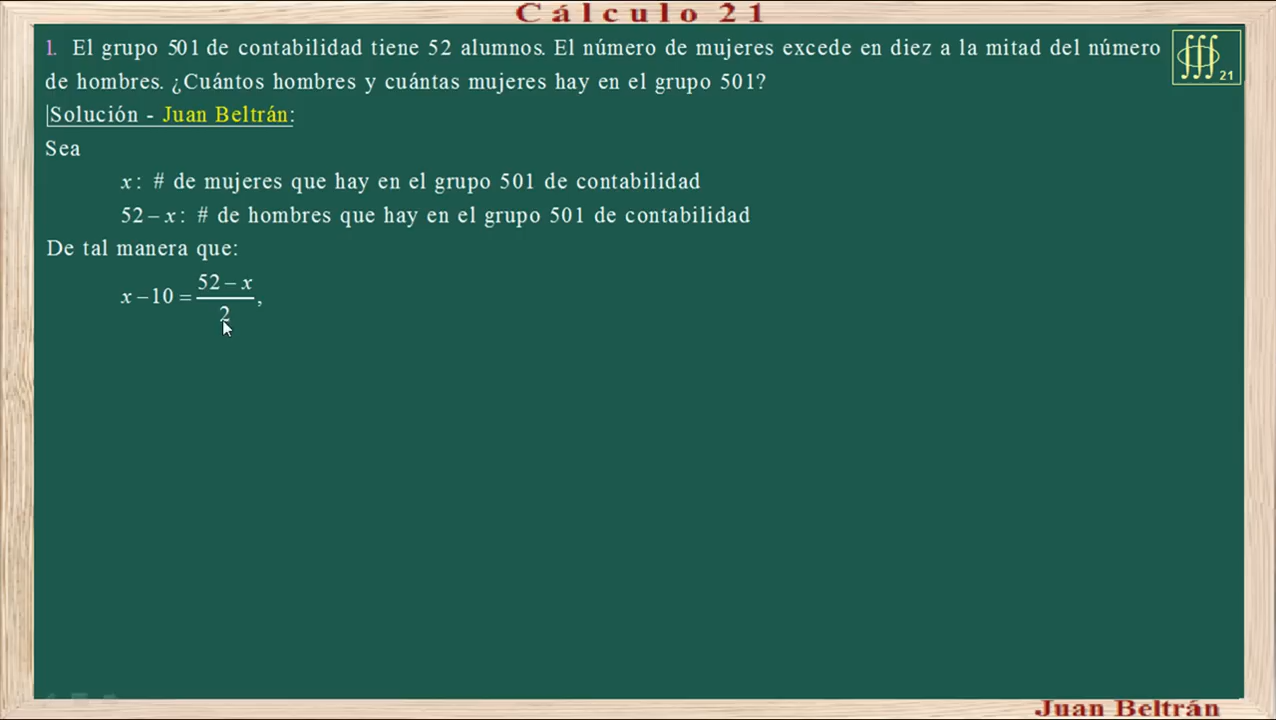 Cálculo 21
1. El grupo 501 de contabilidad tiene 52 alumnos. El número de mujeres excede en diez a la mitad del número
de hombres. ¿Cuántos hombres y cuántas mujeres hay en el grupo 501?
∫∫∫ 21
Solución - Juan Beltrán:
Sea
x: # de mujeres que hay en el grupo 501 de contabilidad
52 – x: # de hombres que hay en el grupo 501 de contabilidad
De tal manera que:
x – 10 = (52 – x)/2,
Juan Beltrán